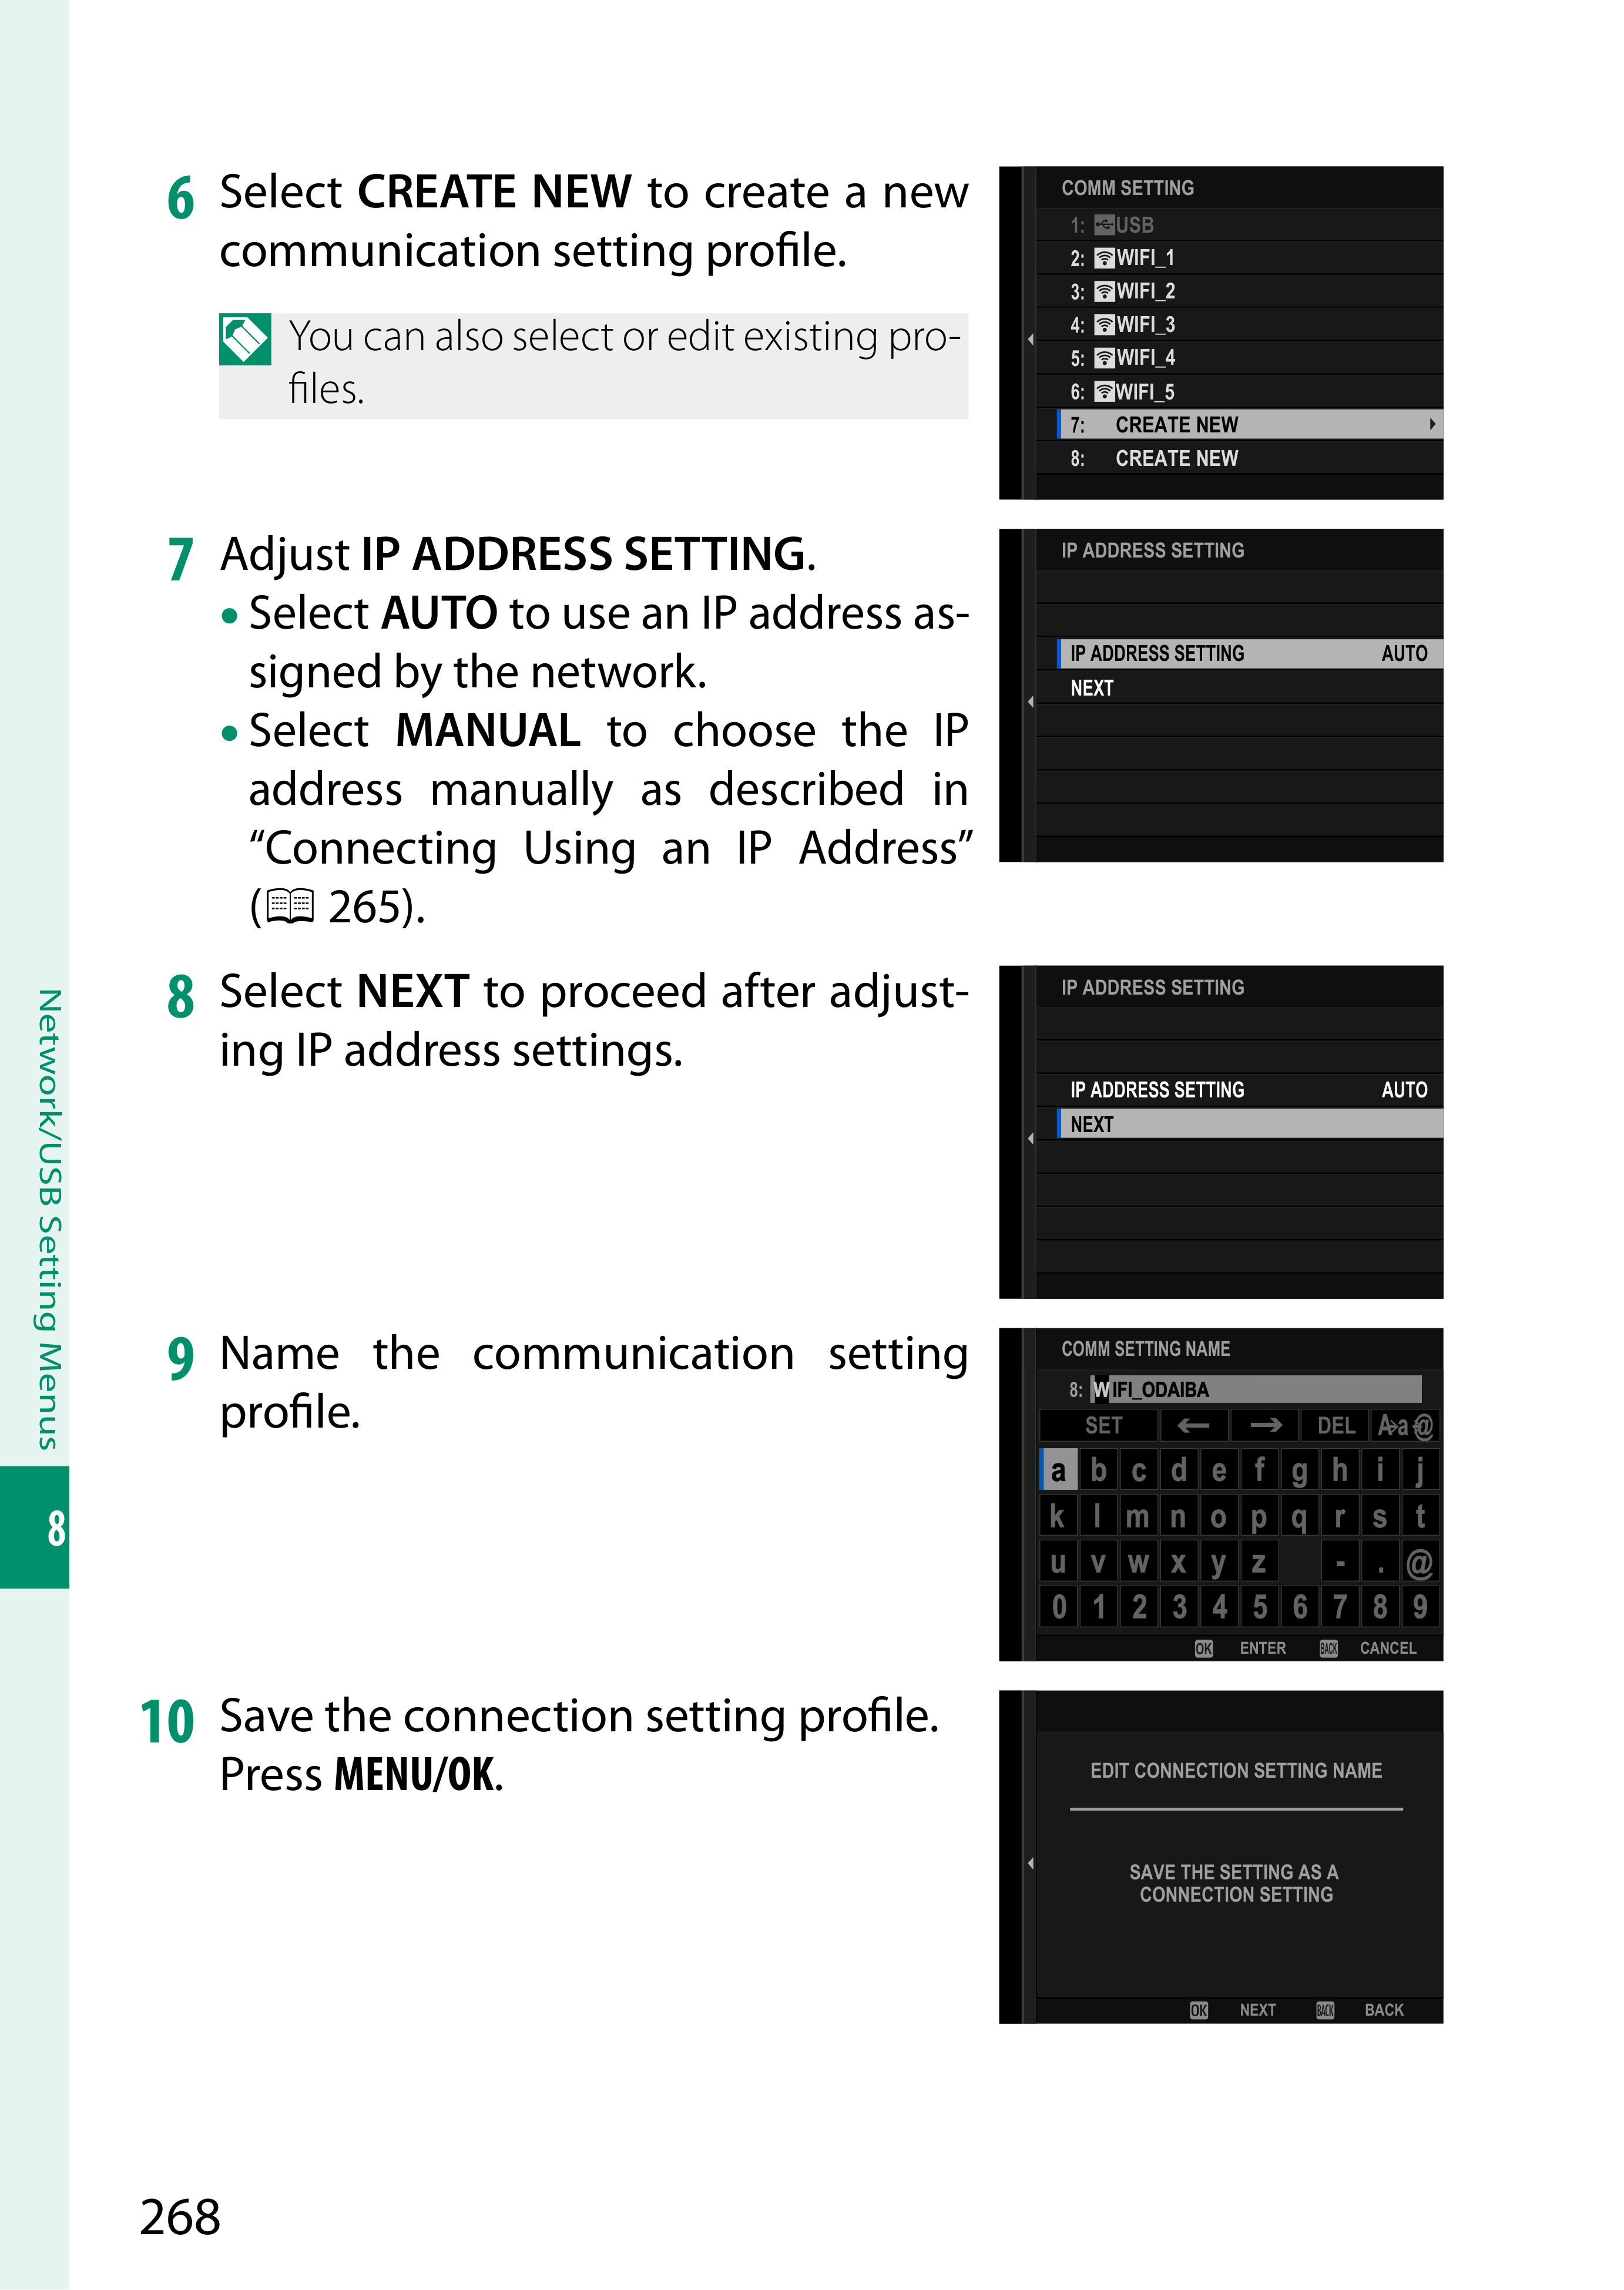 6 Select CREATE NEW to create a new
communication setting profile.
You can also select or edit existing pro-
files.
COMM SETTING
1: USB
2: WIFI_1
3: WIFI_2
4: WIFI_3
5: WIFI_4
6: WIFI_5
7: CREATE NEW
8: CREATE NEW
7 Adjust IP ADDRESS SETTING.
• Select AUTO to use an IP address as-
signed by the network.
• Select MANUAL to choose the IP
address manually as described in
“Connecting Using an IP Address”
( 265).
IP ADDRESS SETTING
IP ADDRESS SETTING AUTO
NEXT
8 Select NEXT to proceed after adjust-
ing IP address settings.
IP ADDRESS SETTING
IP ADDRESS SETTING AUTO
NEXT
9 Name the communication setting
profile.
COMM SETTING NAME
8: WIFI_ODAIBA
SET ← → DEL A→a→@
a b c d e f g h i j
k l m n o p q r s t
u v w x y z - . @
0 1 2 3 4 5 6 7 8 9
OK ENTER BACK CANCEL
10 Save the connection setting profile.
Press MENU/OK.
EDIT CONNECTION SETTING NAME
SAVE THE SETTING AS A
CONNECTION SETTING
OK NEXT BACK BACK
Network/USB Setting Menus
8
268